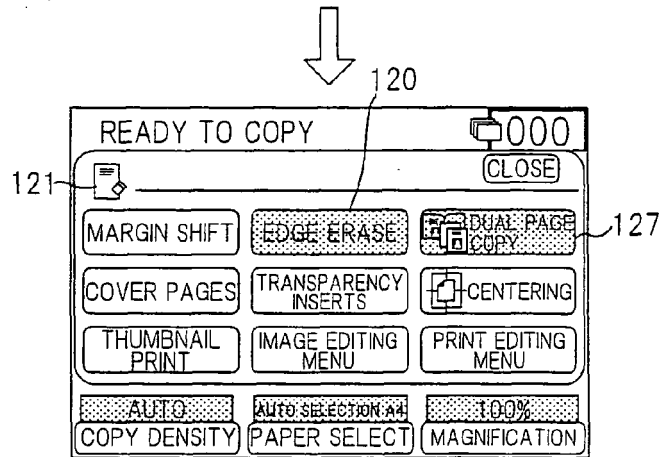 120
READY TO COPY
000
CLOSE
121
MARGIN SHIFT
EDGE ERASE
DUAL PAGE
COPY
127
COVER PAGES
TRANSPARENCY
INSERTS
CENTERING
THUMBNAIL
PRINT
IMAGE EDITING
MENU
PRINT EDITING
MENU
AUTO
AUTO SELECTION A4
100%
COPY DENSITY
PAPER SELECT
MAGNIFICATION